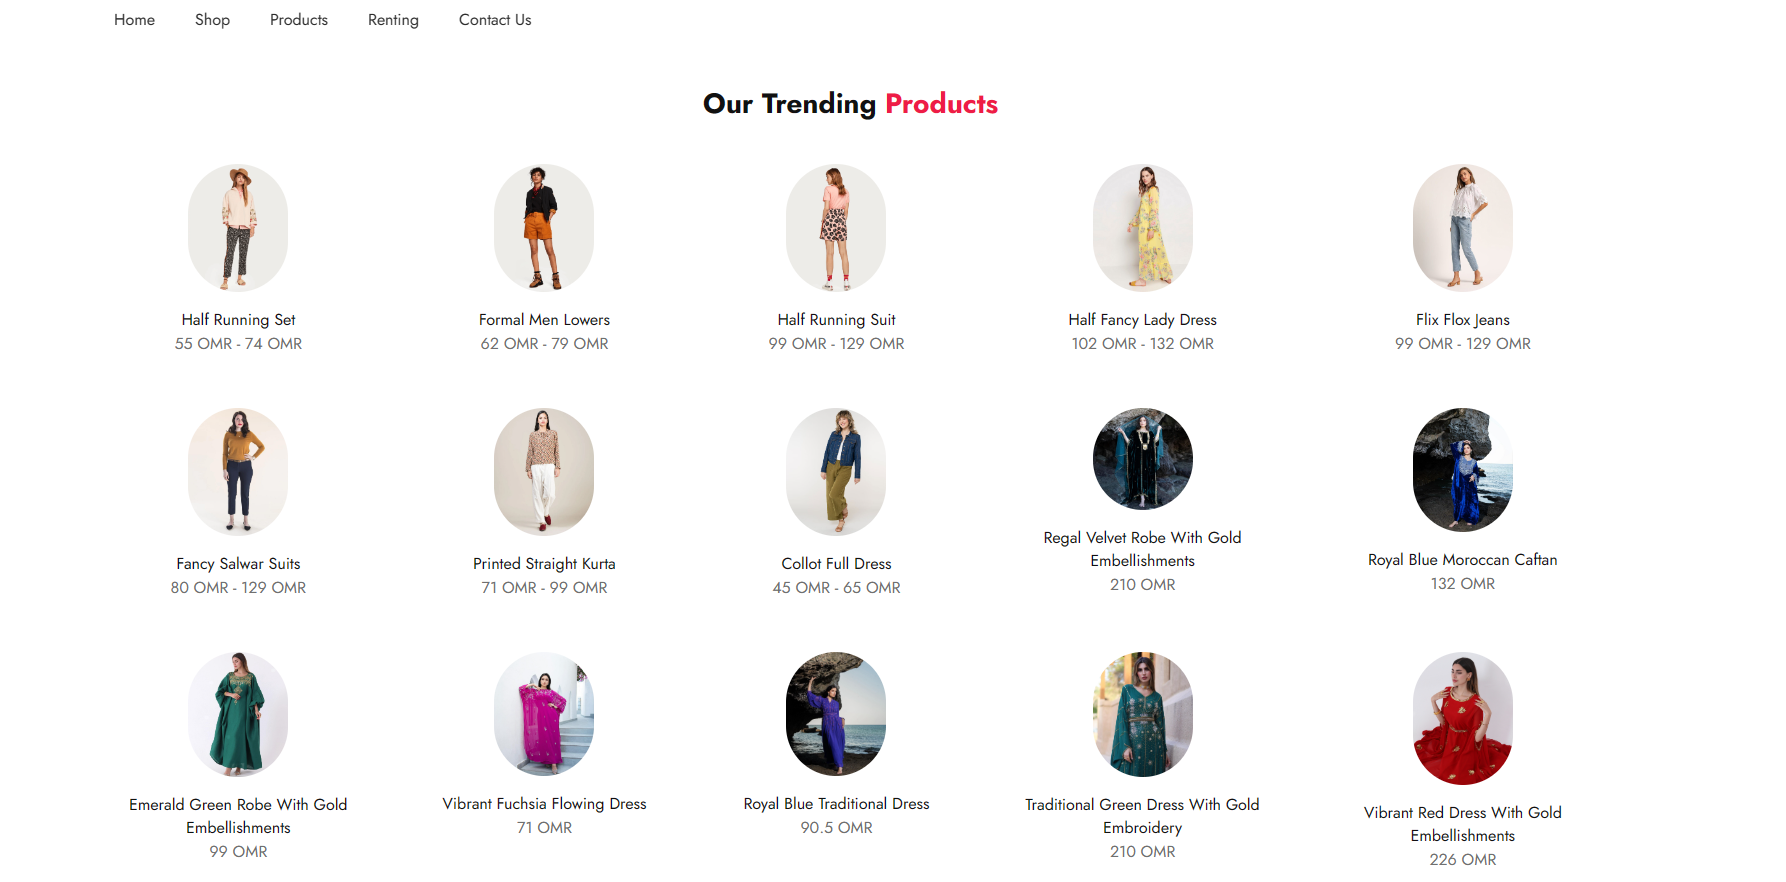 Home Shop Products Renting Contact Us
Our Trending Products
Half Running Set
55 OMR - 74 OMR
Formal Men Lowers
62 OMR - 79 OMR
Half Running Suit
99 OMR - 129 OMR
Half Fancy Lady Dress
102 OMR - 132 OMR
Flix Flox Jeans
99 OMR - 129 OMR
Fancy Salwar Suits
80 OMR - 129 OMR
Printed Straight Kurta
71 OMR - 99 OMR
Collot Full Dress
45 OMR - 65 OMR
Regal Velvet Robe With Gold
Embellishments
210 OMR
Royal Blue Moroccan Caftan
132 OMR
Emerald Green Robe With Gold
Embellishments
99 OMR
Vibrant Fuchsia Flowing Dress
71 OMR
Royal Blue Traditional Dress
90.5 OMR
Traditional Green Dress With Gold
Embroidery
210 OMR
Vibrant Red Dress With Gold
Embellishments
226 OMR